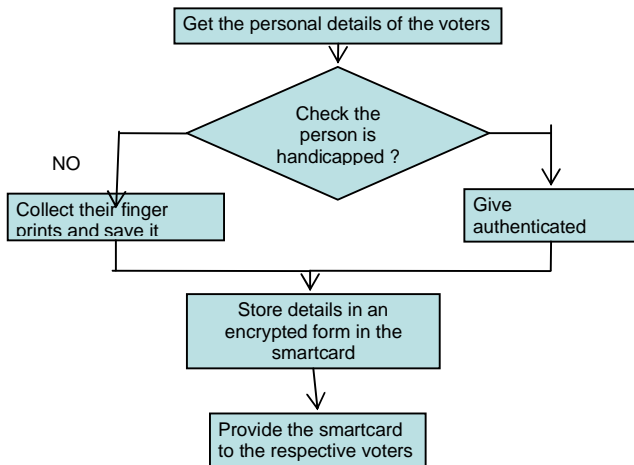 Get the personal details of the voters
Check the
person is
handicapped ?
NO
Collect their finger
prints and save it
Give
authenticated
Store details in an
encrypted form in the
smartcard
Provide the smartcard
to the respective voters